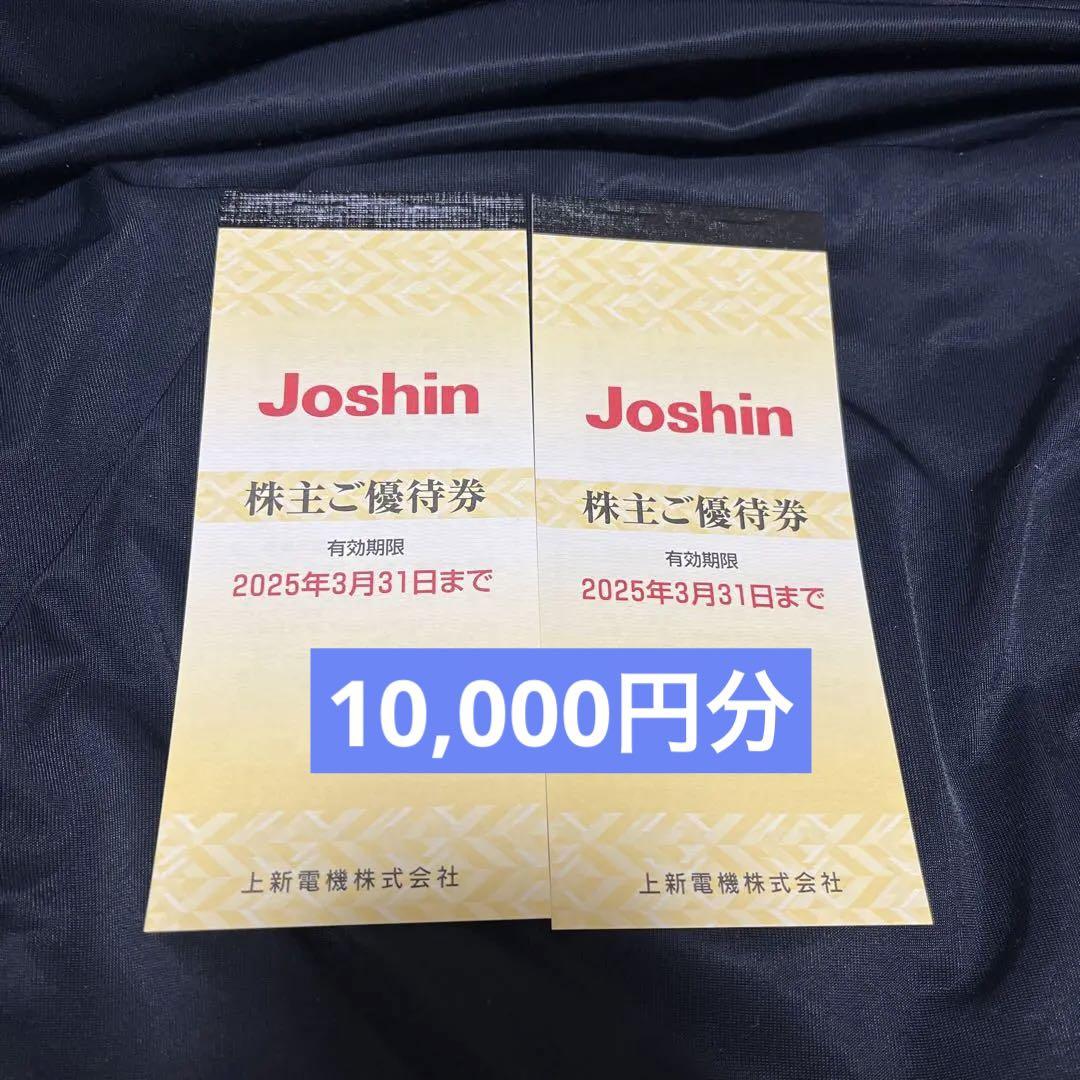 Joshin
株主ご優待券
有効期限
2025年3月31日まで
上新電機株式会社
Joshin
株主ご優待券
有効期限
2025年3月31日まで
上新電機株式会社
10,000円分